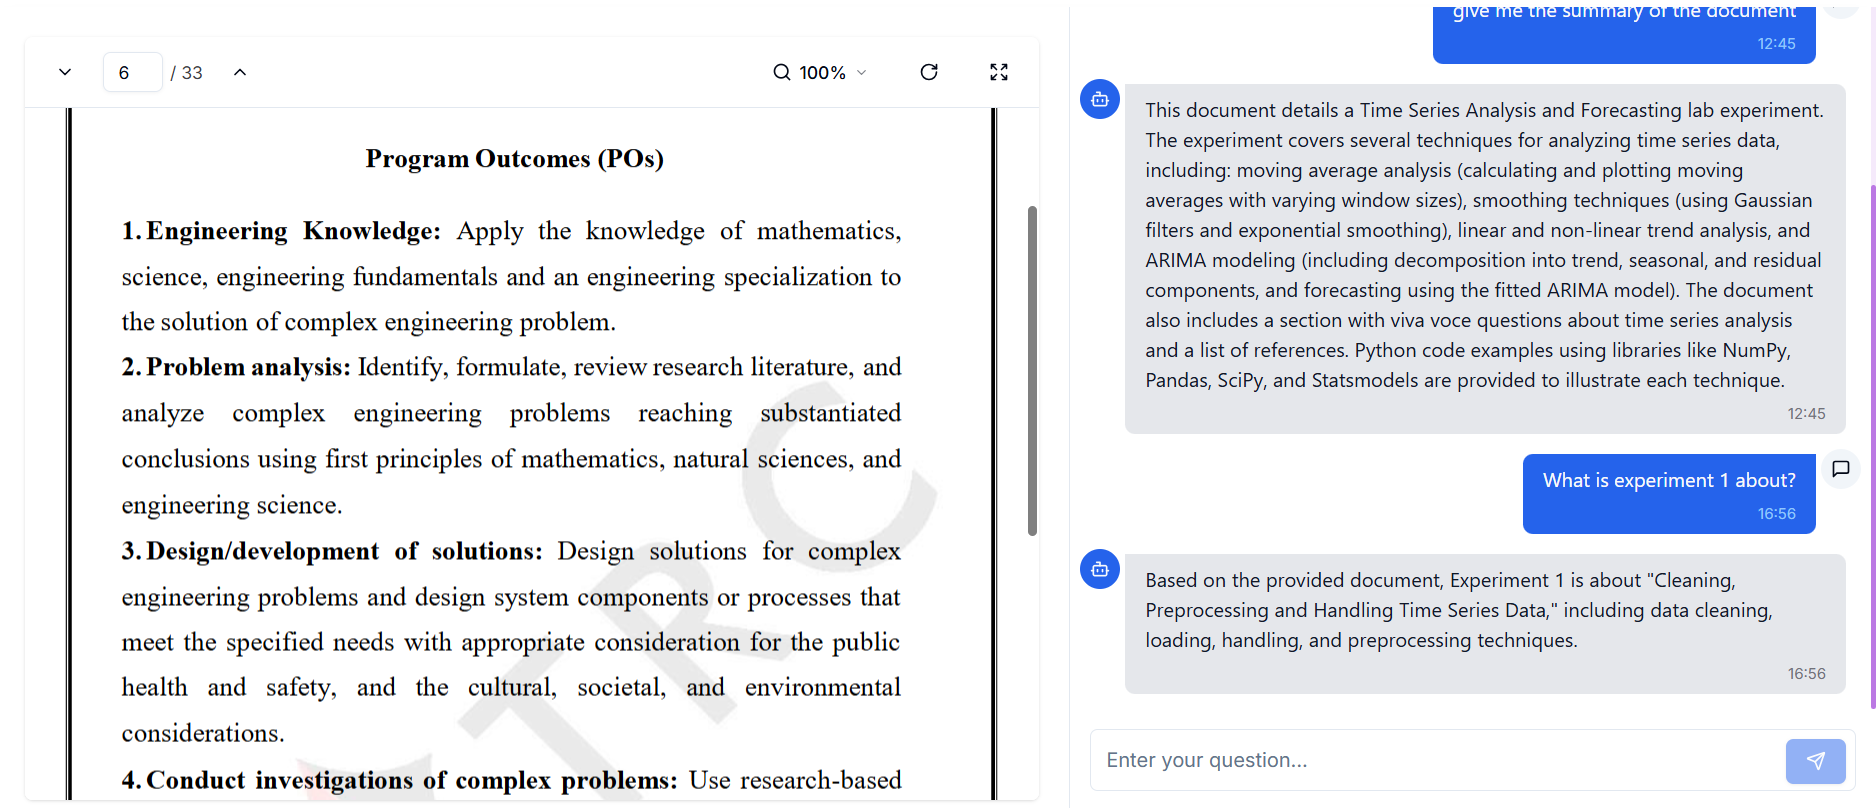 6 / 33
100%
Program Outcomes (POs)
1. Engineering Knowledge: Apply the knowledge of mathematics,
science, engineering fundamentals and an engineering specialization to
the solution of complex engineering problem.
2. Problem analysis: Identify, formulate, review research literature, and
analyze complex engineering problems reaching substantiated
conclusions using first principles of mathematics, natural sciences, and
engineering science.
3. Design/development of solutions: Design solutions for complex
engineering problems and design system components or processes that
meet the specified needs with appropriate consideration for the public
health and safety, and the cultural, societal, and environmental
considerations.
4. Conduct investigations of complex problems: Use research-based
TRC
give me the summary of the document
12:45
This document details a Time Series Analysis and Forecasting lab experiment.
The experiment covers several techniques for analyzing time series data,
including: moving average analysis (calculating and plotting moving
averages with varying window sizes), smoothing techniques (using Gaussian
filters and exponential smoothing), linear and non-linear trend analysis, and
ARIMA modeling (including decomposition into trend, seasonal, and residual
components, and forecasting using the fitted ARIMA model). The document
also includes a section with viva voce questions about time series analysis
and a list of references. Python code examples using libraries like NumPy,
Pandas, SciPy, and Statsmodels are provided to illustrate each technique.
12:45
What is experiment 1 about?
16:56
Based on the provided document, Experiment 1 is about "Cleaning,
Preprocessing and Handling Time Series Data," including data cleaning,
loading, handling, and preprocessing techniques.
16:56
Enter your question...